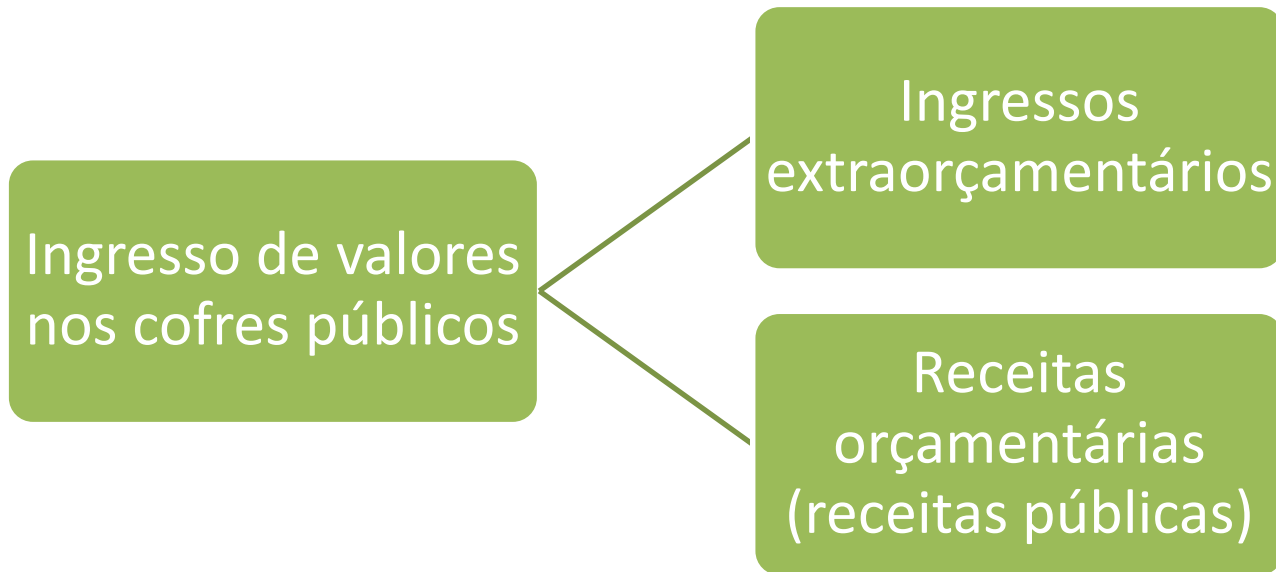 Ingresso de valores
nos cofres públicos
Ingressos
extraorçamentários
Receitas
orçamentárias
(receitas públicas)